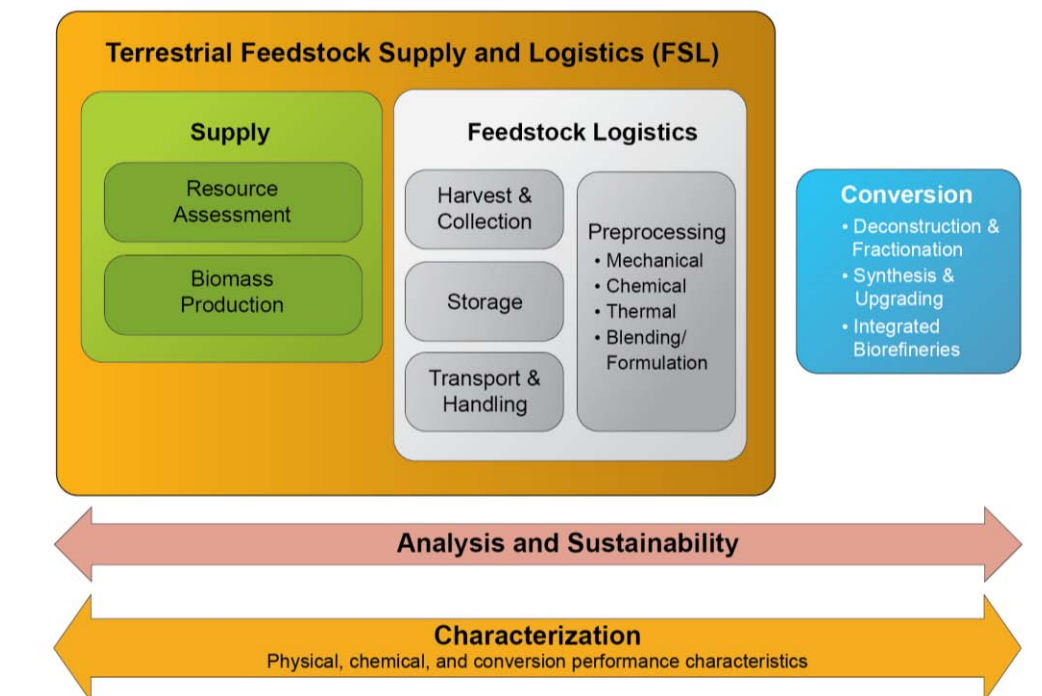 Terrestrial Feedstock Supply and Logistics (FSL)
Supply
Resource
Assessment
Biomass
Production
Feedstock Logistics
Harvest &
Collection
Storage
Transport &
Handling
Preprocessing
• Mechanical
• Chemical
• Thermal
• Blending/
Formulation
Conversion
• Deconstruction &
Fractionation
• Synthesis &
Upgrading
• Integrated
Biorefineries
Analysis and Sustainability
Characterization
Physical, chemical, and conversion performance characteristics